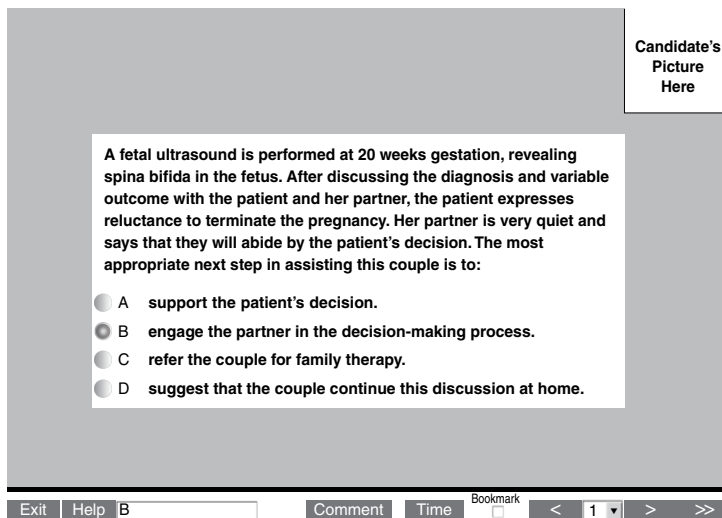 Candidate's
Picture
Here
A fetal ultrasound is performed at 20 weeks gestation, revealing
spina bifida in the fetus. After discussing the diagnosis and variable
outcome with the patient and her partner, the patient expresses
reluctance to terminate the pregnancy. Her partner is very quiet and
says that they will abide by the patient's decision. The most
appropriate next step in assisting this couple is to:
A support the patient's decision.
B engage the partner in the decision-making process.
C refer the couple for family therapy.
D suggest that the couple continue this discussion at home.
Exit Help B Comment Time Bookmark < 1 > >>